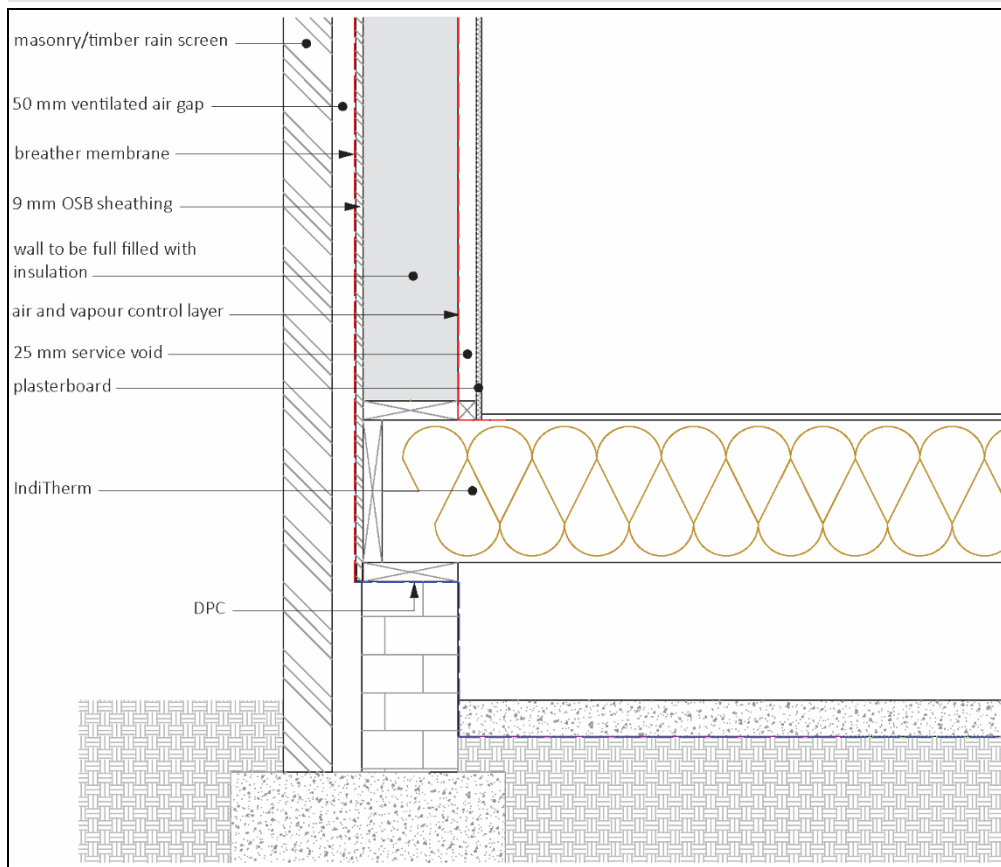 masonry/timber rain screen
50 mm ventilated air gap
breather membrane
9 mm OSB sheathing
wall to be full filled with
insulation
air and vapour control layer
25 mm service void
plasterboard
IndiTherm
DPC